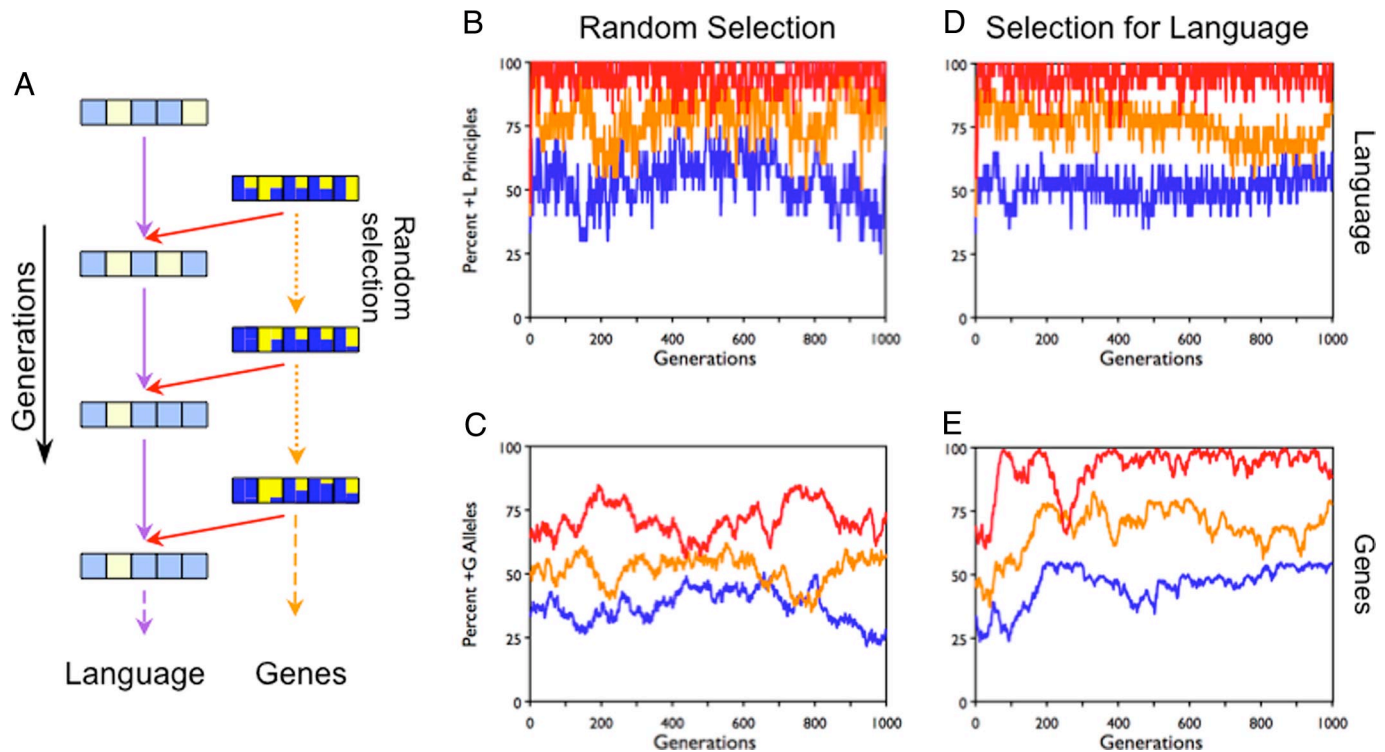 A
Generations
Random
selection
Language
Genes
B
Random Selection
Percent +L Principles
100
75
50
25
0
0
200
400
600
800
1000
Generations
D
Selection for Language
Language
100
75
50
25
0
0
200
400
600
800
1000
Generations
C
Percent +G Alleles
100
75
50
25
0
0
200
400
600
800
1000
Generations
E
Genes
100
75
50
25
0
0
200
400
600
800
1000
Generations